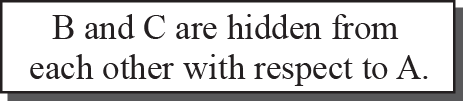 B and C are hidden from
each other with respect to A.